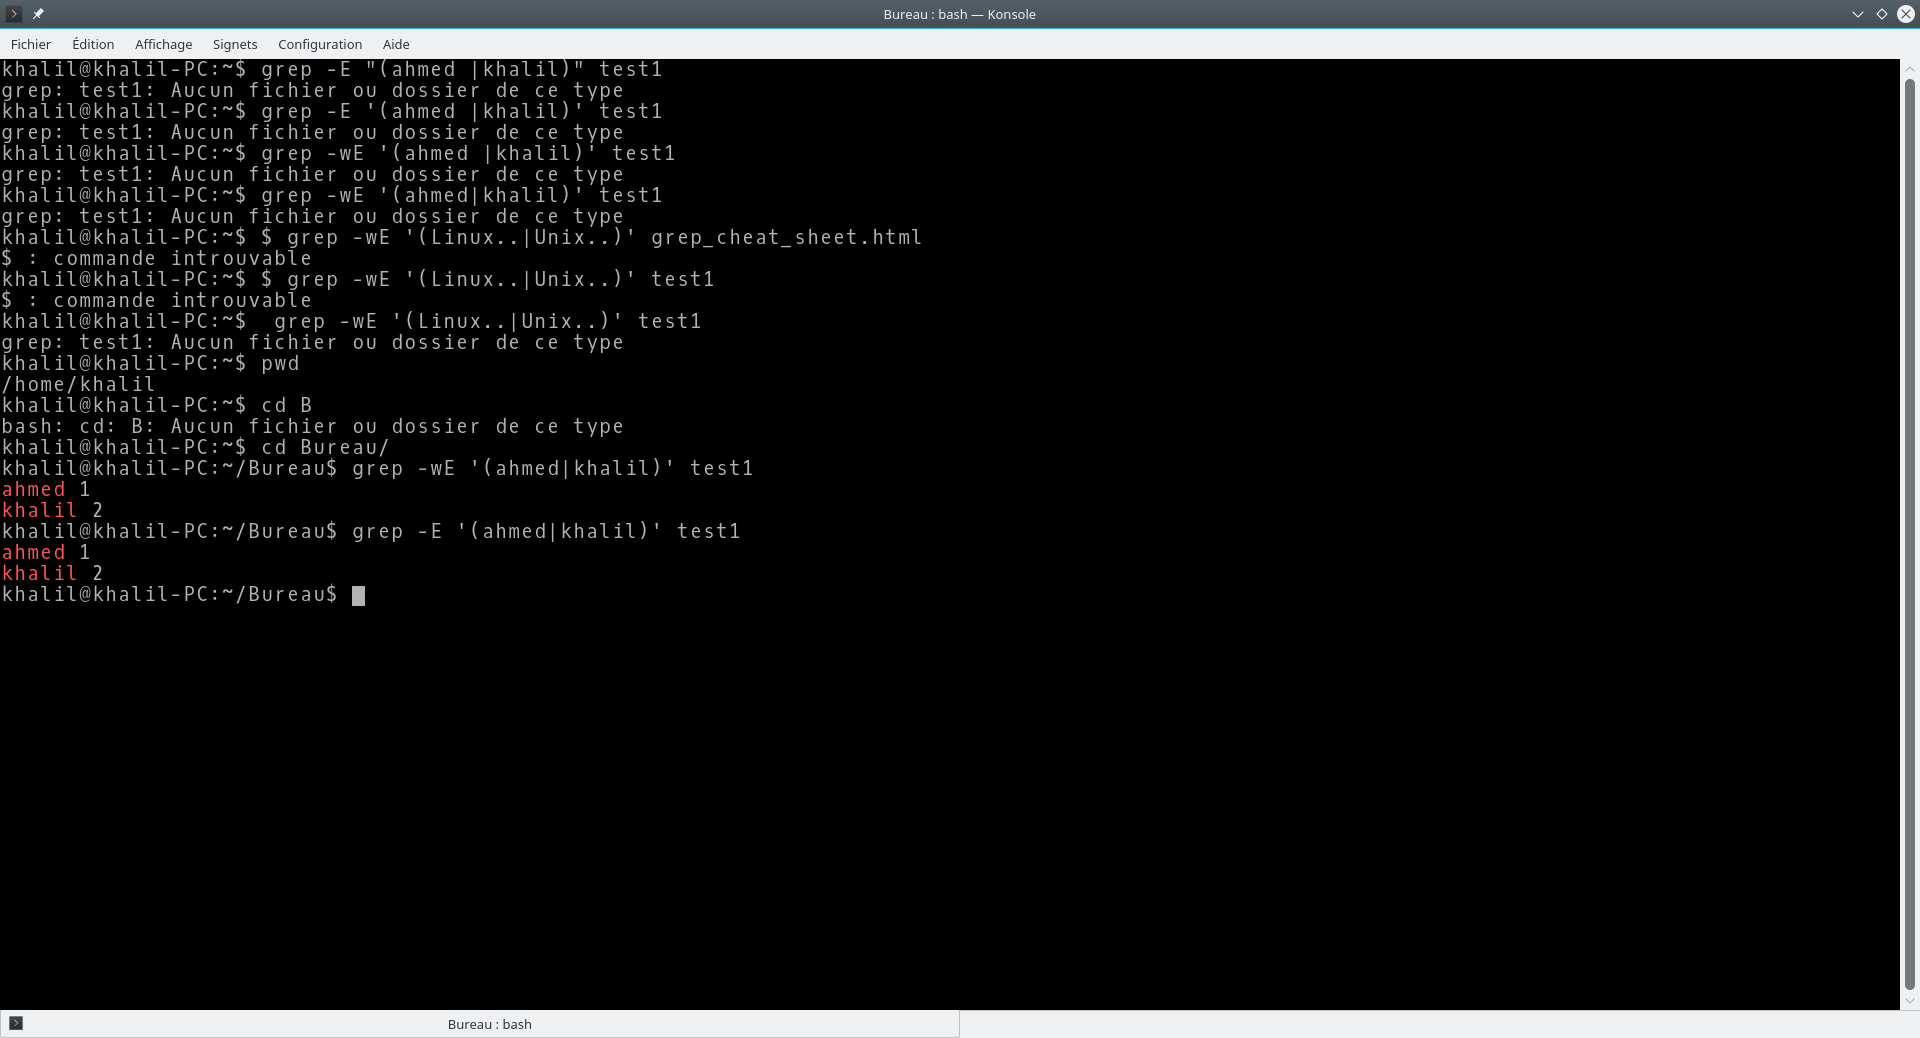 Bureau : bash — Konsole
Fichier Édition Affichage Signets Configuration Aide
khalil@khalil-PC:~$ grep -E "(ahmed |khalil)" test1
grep: test1: Aucun fichier ou dossier de ce type
khalil@khalil-PC:~$ grep -E '(ahmed |khalil)' test1
grep: test1: Aucun fichier ou dossier de ce type
khalil@khalil-PC:~$ grep -wE '(ahmed |khalil)' test1
grep: test1: Aucun fichier ou dossier de ce type
khalil@khalil-PC:~$ grep -wE '(ahmed|khalil)' test1
grep: test1: Aucun fichier ou dossier de ce type
khalil@khalil-PC:~$ $ grep -wE '(Linux..|Unix..)' grep_cheat_sheet.html
$ : commande introuvable
khalil@khalil-PC:~$ $ grep -wE '(Linux..|Unix..)' test1
$ : commande introuvable
khalil@khalil-PC:~$  grep -wE '(Linux..|Unix..)' test1
grep: test1: Aucun fichier ou dossier de ce type
khalil@khalil-PC:~$ pwd
/home/khalil
khalil@khalil-PC:~$ cd B
bash: cd: B: Aucun fichier ou dossier de ce type
khalil@khalil-PC:~$ cd Bureau/
khalil@khalil-PC:~/Bureau$ grep -wE '(ahmed|khalil)' test1
ahmed 1
khalil 2
khalil@khalil-PC:~/Bureau$ grep -E '(ahmed|khalil)' test1
ahmed 1
khalil 2
khalil@khalil-PC:~/Bureau$
Bureau : bash